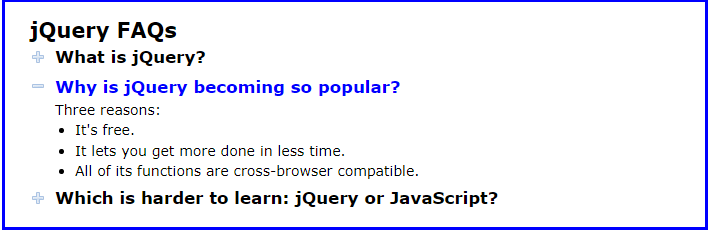 jQuery FAQs
What is jQuery?
Why is jQuery becoming so popular?
Three reasons:
It's free.
It lets you get more done in less time.
All of its functions are cross-browser compatible.
Which is harder to learn: jQuery or JavaScript?